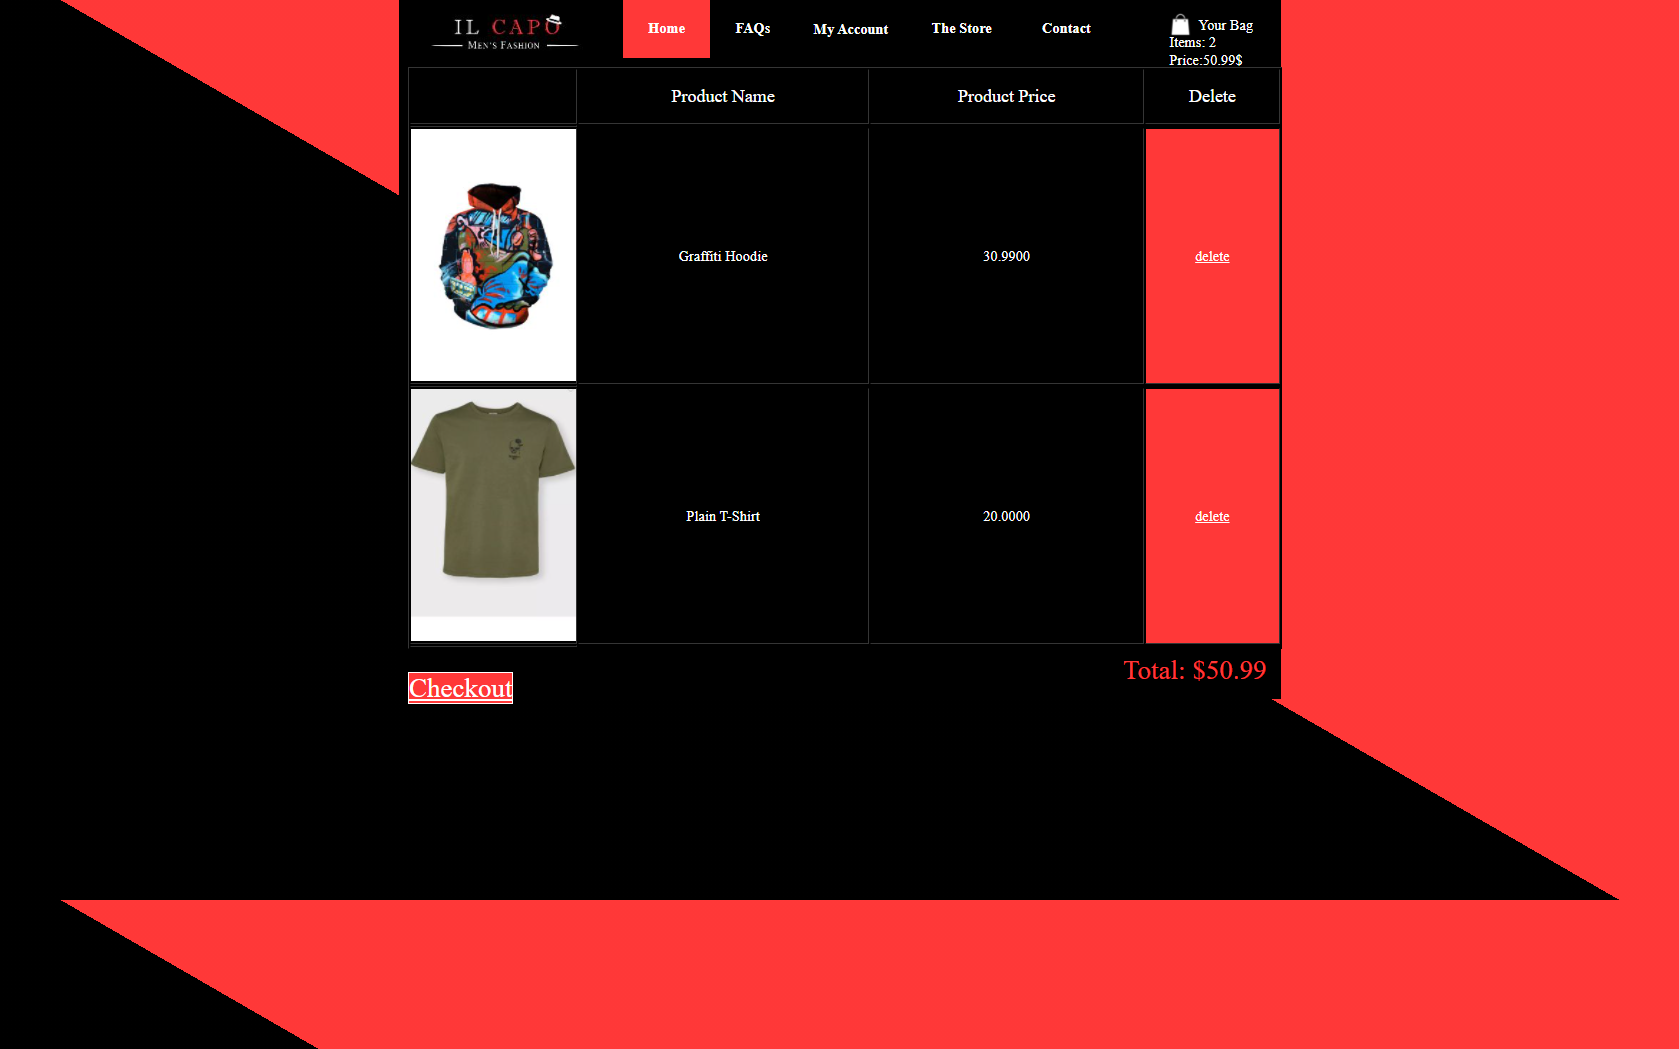 IL CAPO
MEN'S FASHION
Home
FAQs
My Account
The Store
Contact
Your Bag
Items: 2
Price:50.99$
Product Name
Product Price
Delete
Graffiti Hoodie
30.9900
delete
Plain T-Shirt
20.0000
delete
Total: $50.99
Checkout